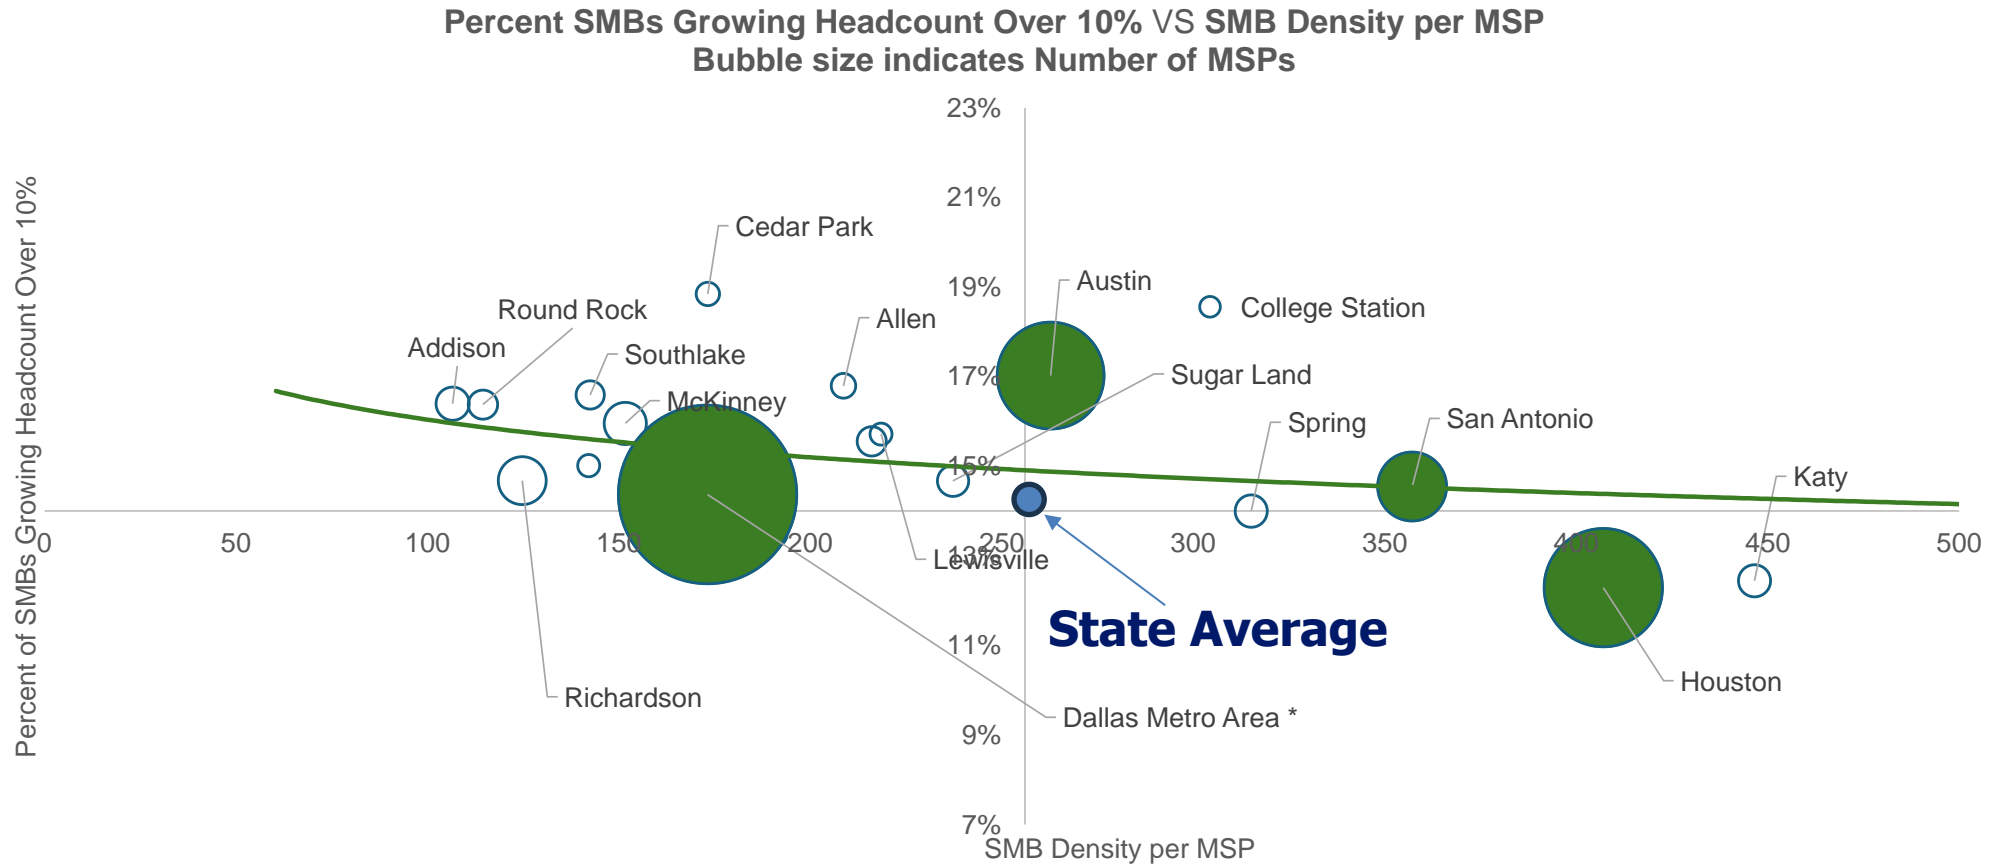 Percent SMBs Growing Headcount Over 10% VS SMB Density per MSP
Bubble size indicates Number of MSPs
Percent of SMBs Growing Headcount Over 10%
23%
21%
19%
17%
15%
13%
11%
9%
7%
Cedar Park
Austin
Round Rock
College Station
Allen
Addison
Southlake
Sugar Land
McKinney
Spring
San Antonio
Katy
0 50 100 150 200 250 300 350 400 450 500
Lewisville
State Average
Richardson
Houston
Dallas Metro Area *
SMB Density per MSP